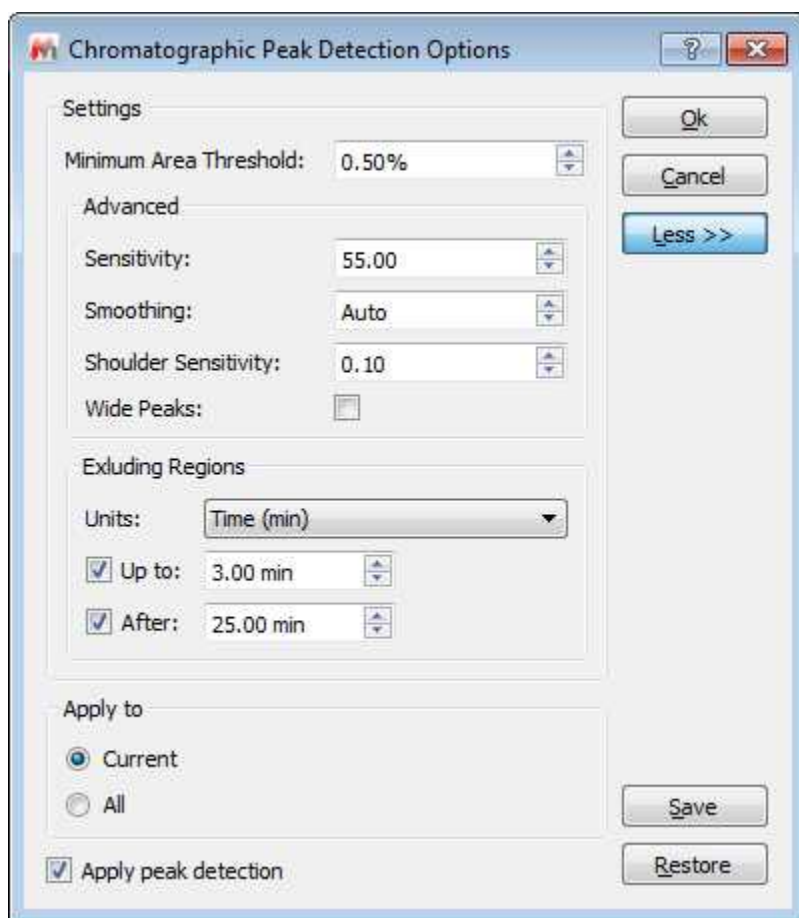 Chromatographic Peak Detection Options
Settings
Ok
Minimum Area Threshold: 0.50%
Cancel
Advanced
Less >>
Sensitivity: 55.00
Smoothing: Auto
Shoulder Sensitivity: 0.10
Wide Peaks:
Exluding Regions
Units: Time (min)
Up to: 3.00 min
After: 25.00 min
Apply to
Current
All
Save
Apply peak detection
Restore